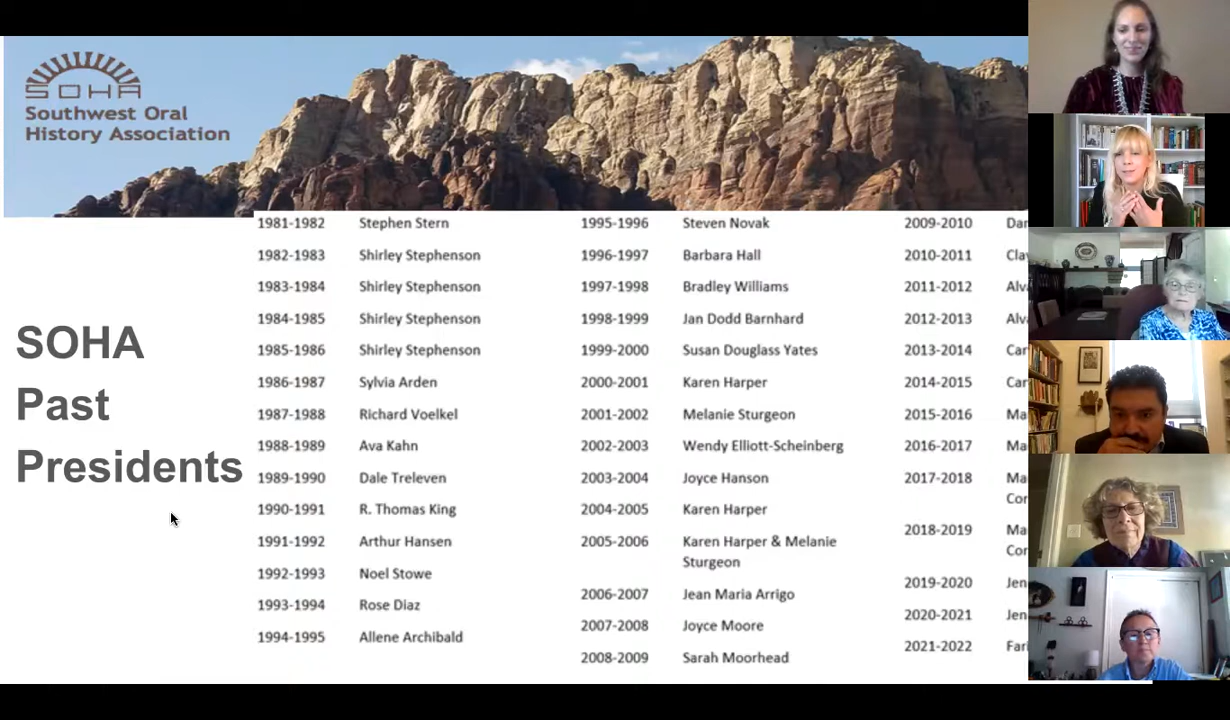 SOHA
Southwest Oral
History Association
SOHA
Past
Presidents
1981-1982 Stephen Stern
1982-1983 Shirley Stephenson
1983-1984 Shirley Stephenson
1984-1985 Shirley Stephenson
1985-1986 Shirley Stephenson
1986-1987 Sylvia Arden
1987-1988 Richard Voelkel
1988-1989 Ava Kahn
1989-1990 Dale Treleven
1990-1991 R. Thomas King
1991-1992 Arthur Hansen
1992-1993 Noel Stowe
1993-1994 Rose Diaz
1994-1995 Allene Archibald
1995-1996 Steven Novak
1996-1997 Barbara Hall
1997-1998 Bradley Williams
1998-1999 Jan Dodd Barnhard
1999-2000 Susan Douglass Yates
2000-2001 Karen Harper
2001-2002 Melanie Sturgeon
2002-2003 Wendy Elliott-Scheinberg
2003-2004 Joyce Hanson
2004-2005 Karen Harper
2005-2006 Karen Harper & Melanie
Sturgeon
2006-2007 Jean Maria Arrigo
2007-2008 Joyce Moore
2008-2009 Sarah Moorhead
2009-2010
2010-2011
2011-2012
2012-2013
2013-2014
2014-2015
2015-2016
2016-2017
2017-2018
2018-2019
2019-2020
2020-2021
2021-2022